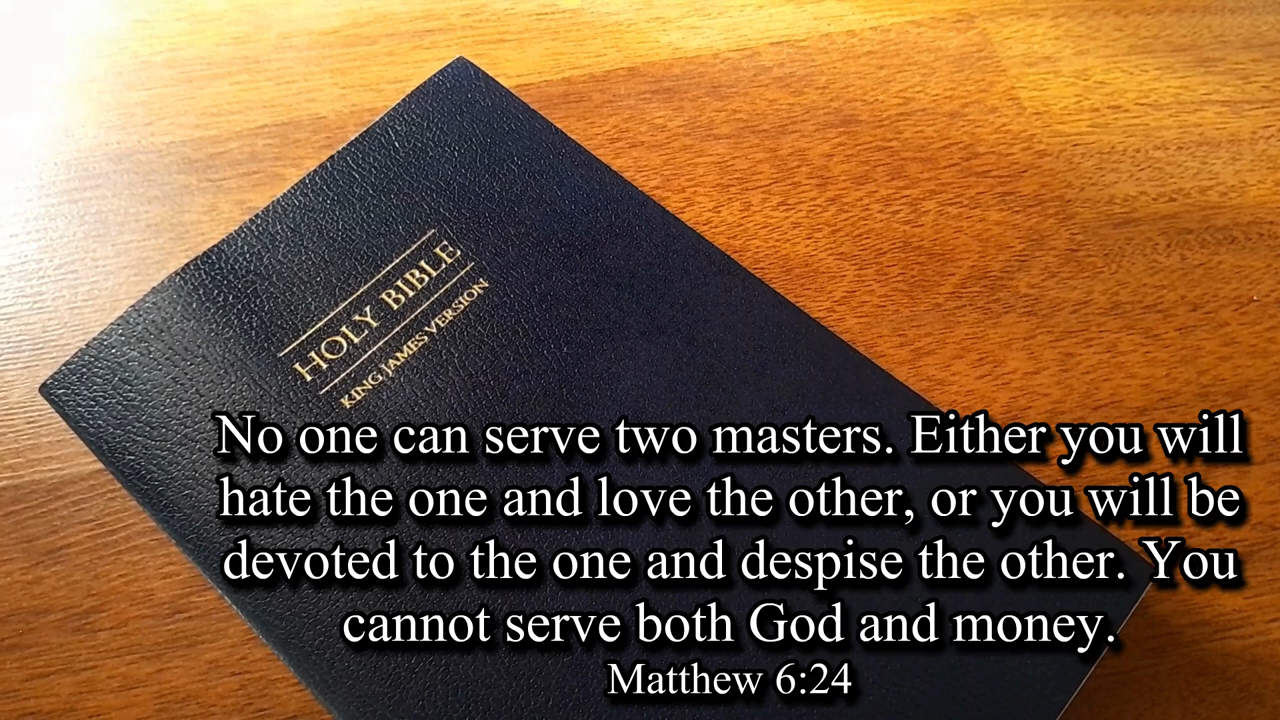 HOLY BIBLE
KING JAMES VERSION
No one can serve two masters. Either you will
hate the one and love the other, or you will be
devoted to the one and despise the other. You
cannot serve both God and money.
Matthew 6:24